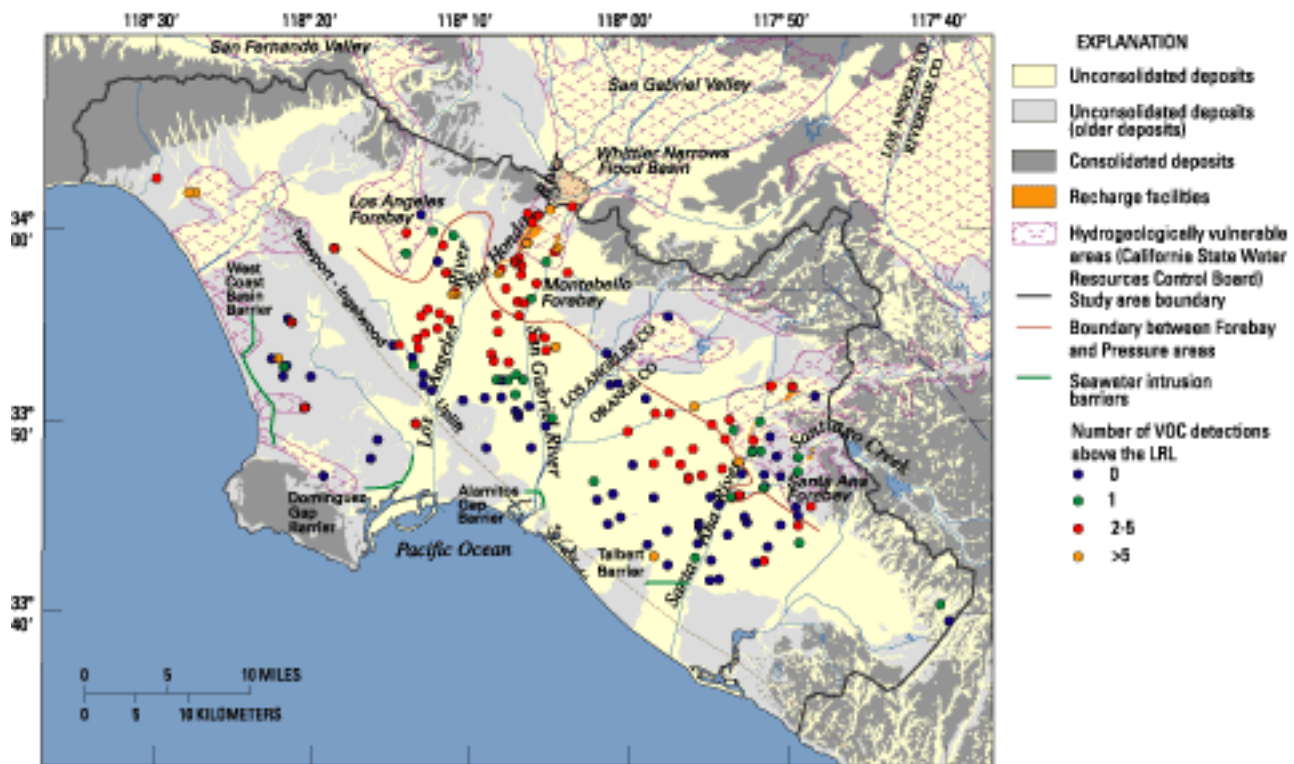 118° 30'
118° 20'
118° 10'
118° 00'
117° 50'
117° 40'
34°
00'
33°
50'
33°
40'
San Fernando Valley
San Gabriel Valley
LOS ANGELES CO
RIVERSIDE CO
Whittier Narrows
Flood Basin
Los Angeles
Forebay
Rio Hondo River
Montebello
Forebay
Newport - Inglewood
Uplift
West
Coast
Basin
Barrier
Los Angeles River
San Gabriel River
LOS ANGELES CO
ORANGE CO
Santiago Creek
Santa Ana
Forebay
Santa Ana River
Dominguez
Gap
Barrier
Alamitos
Gap
Barrier
Talbert
Barrier
Pacific Ocean
0 5 10 MILES
0 5 10 KILOMETERS
EXPLANATION
Unconsolidated deposits
Unconsolidated deposits
(older deposits)
Consolidated deposits
Recharge facilities
Hydrogeologically vulnerable
areas (California State Water
Resources Control Board)
Study area boundary
Boundary between Forebay
and Pressure areas
Seawater intrusion
barriers
Number of VOC detections
above the LRL
0
1
2-5
>5